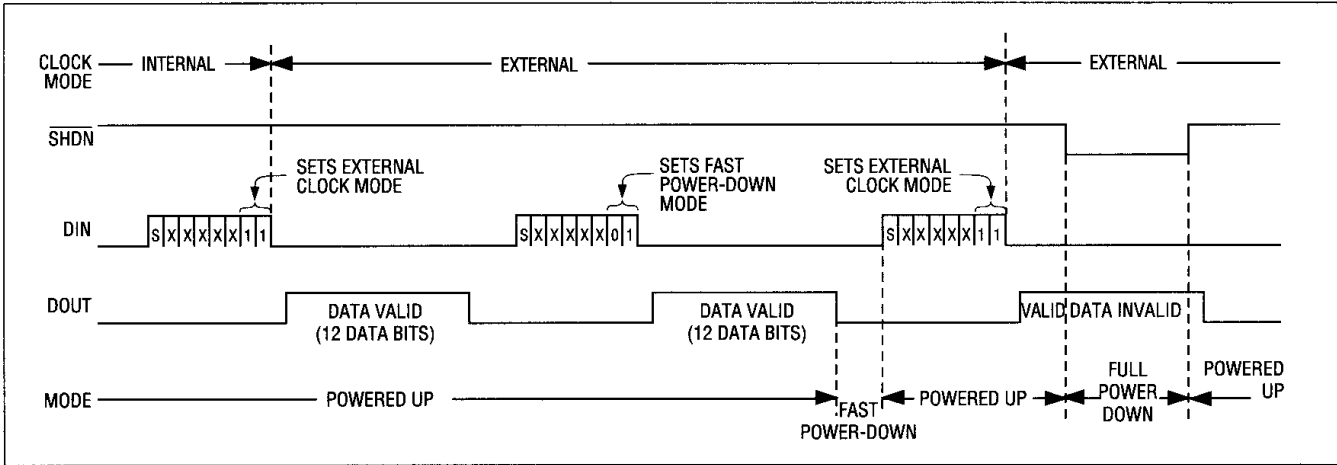 CLOCK MODE
INTERNAL
EXTERNAL
EXTERNAL
SHDN
SETS EXTERNAL
CLOCK MODE
SETS FAST
POWER-DOWN
MODE
SETS EXTERNAL
CLOCK MODE
DIN
S X X X X X 1 1
S X X X X X 0 1
S X X X X X 1 1
DOUT
DATA VALID
(12 DATA BITS)
DATA VALID
(12 DATA BITS)
VALID
DATA INVALID
MODE
POWERED UP
FAST
POWER-DOWN
POWERED UP
FULL
POWER
DOWN
POWERED
UP